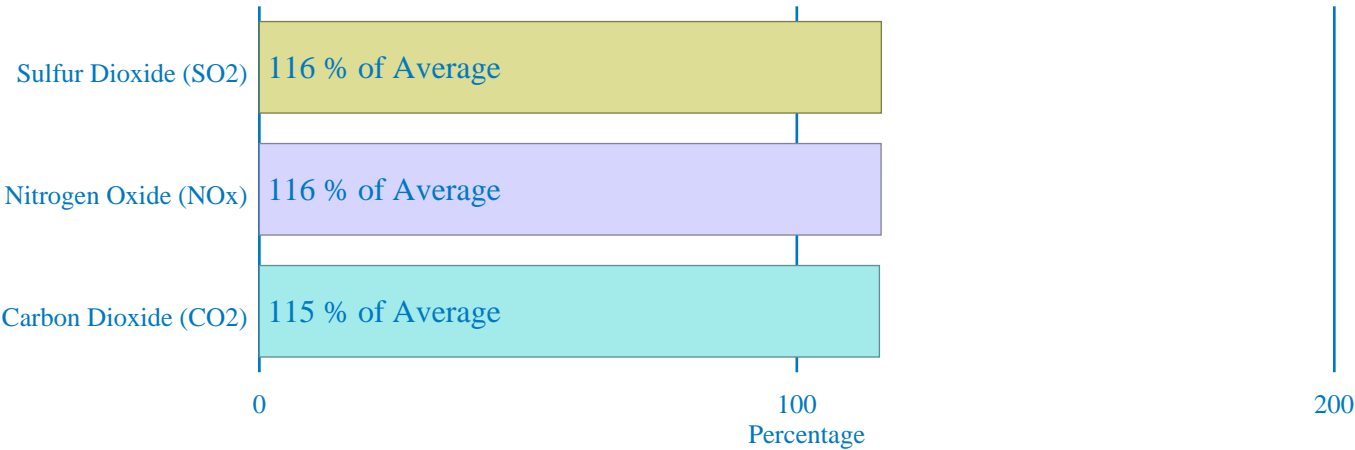 Sulfur Dioxide (SO2)
116 % of Average
Nitrogen Oxide (NOx)
116 % of Average
Carbon Dioxide (CO2)
115 % of Average
0
100
200
Percentage